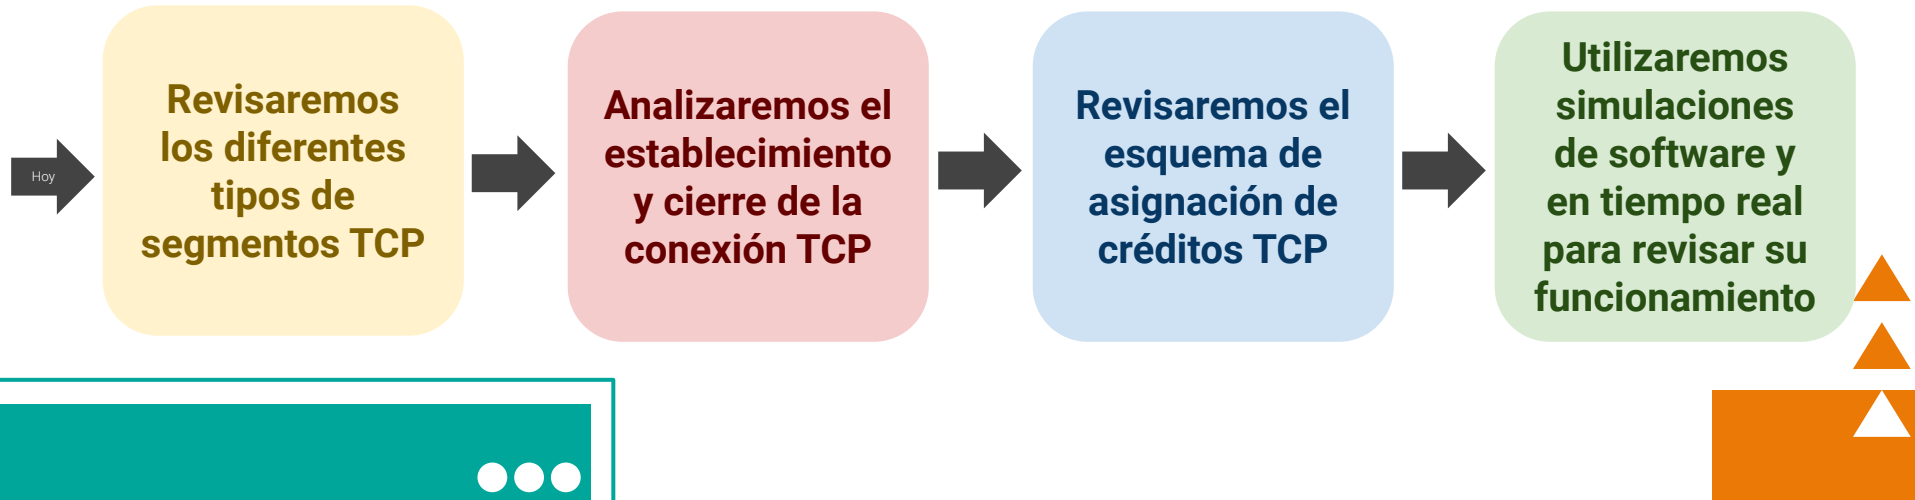 Hoy
Revisaremos
los diferentes
tipos de
segmentos TCP
Analizaremos el
establecimiento
y cierre de la
conexión TCP
Revisaremos el
esquema de
asignación de
créditos TCP
Utilizaremos
simulaciones
de software y
en tiempo real
para revisar su
funcionamiento